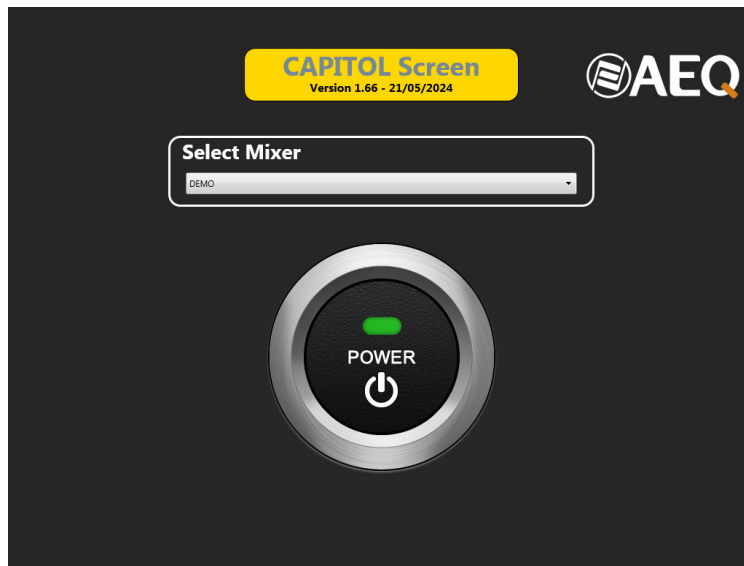 CAPITOL Screen
Version 1.66 - 21/05/2024
AEQ
Select Mixer
DEMO
POWER